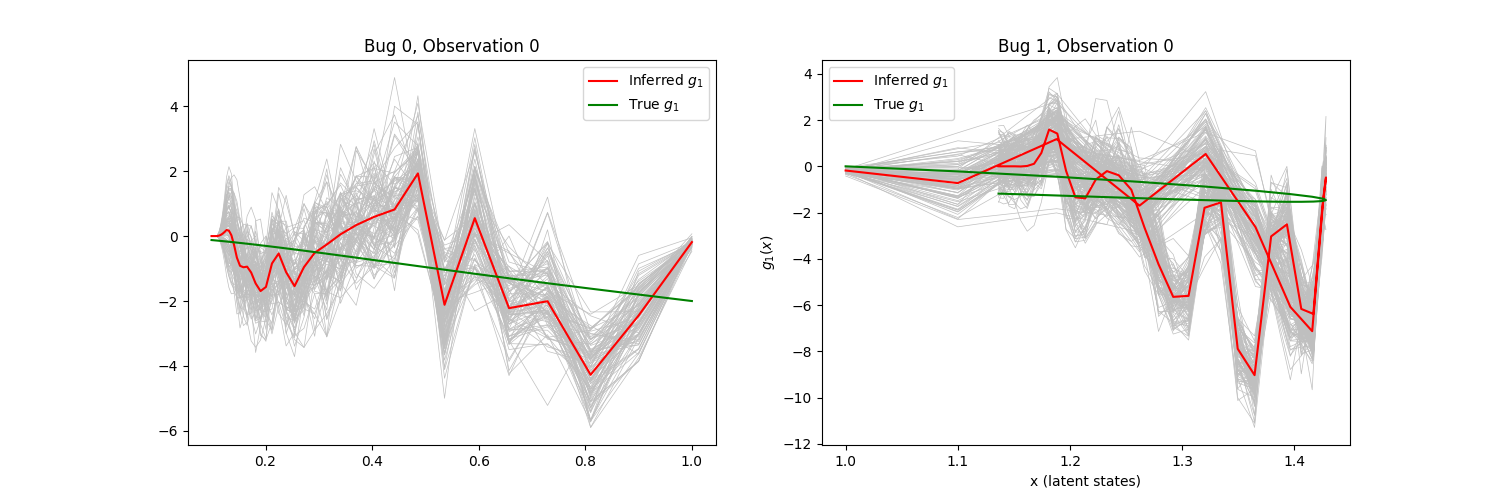 Bug 0, Observation 0
Inferred g₁
True g₁
4
2
0
−2
−4
−6
0.2 0.4 0.6 0.8 1.0
Bug 1, Observation 0
Inferred g₁
True g₁
g₁(x)
4
2
0
−2
−4
−6
−8
−10
−12
1.0 1.1 1.2 1.3 1.4
x (latent states)